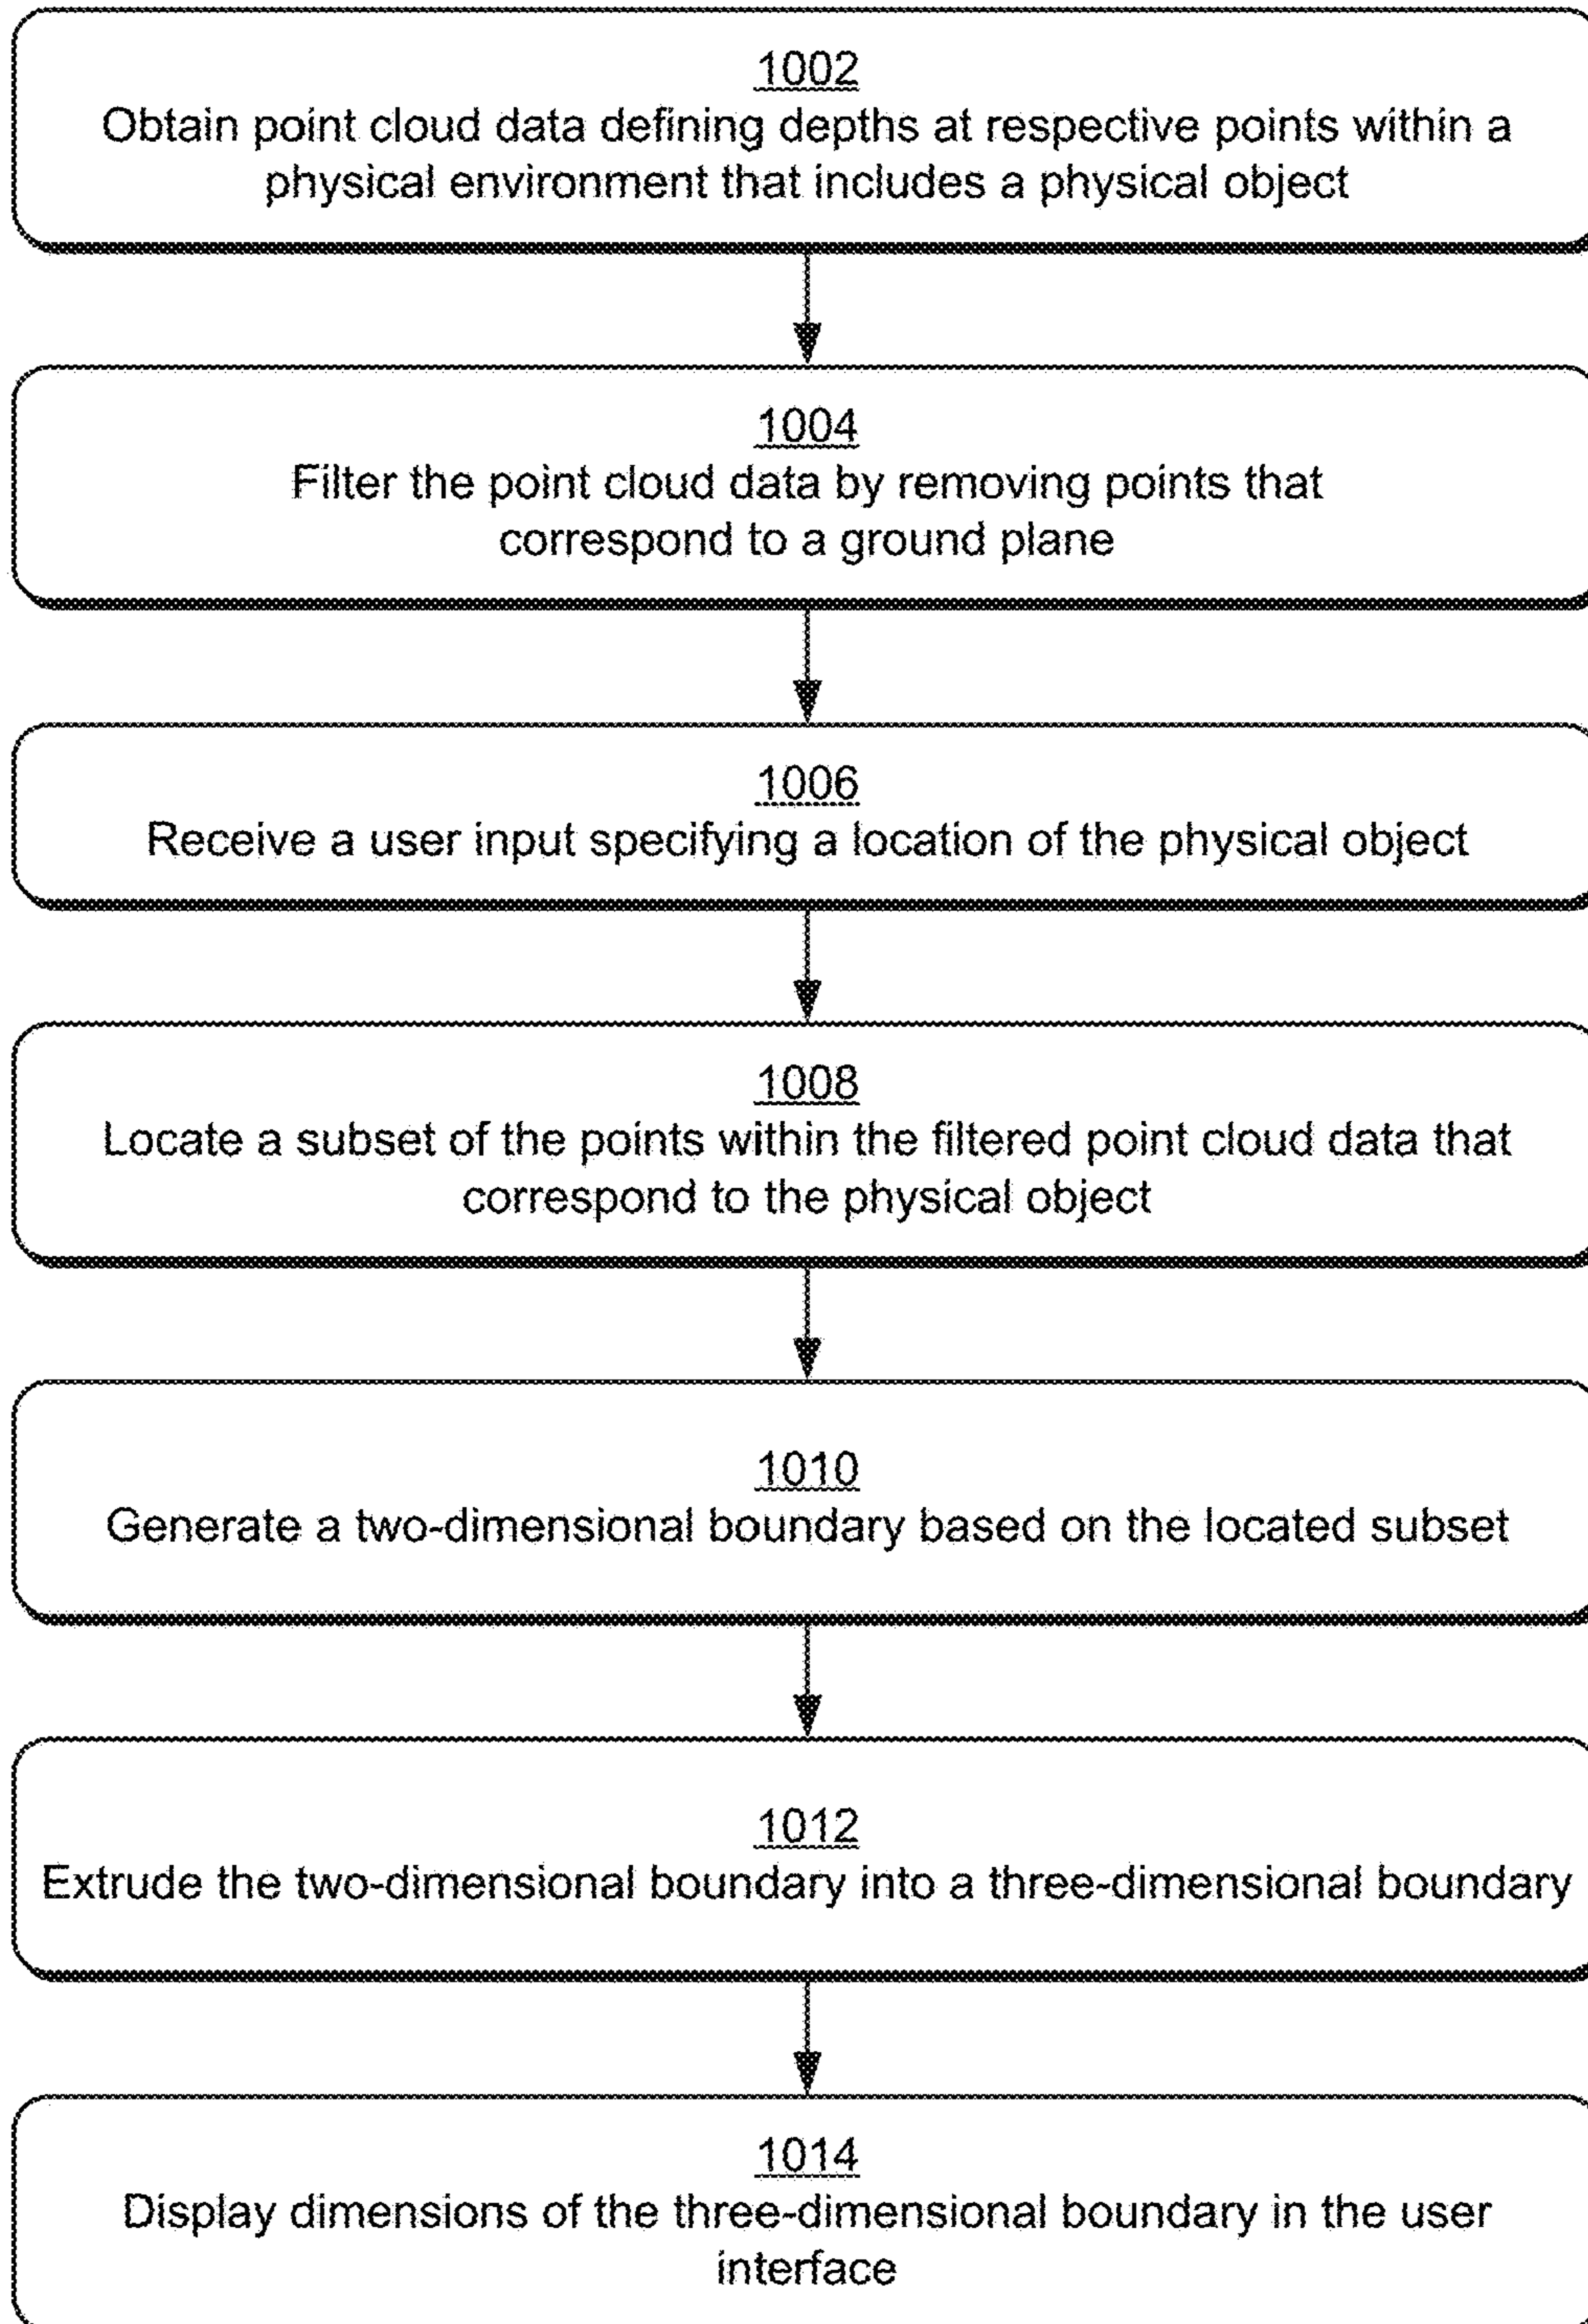 1002
Obtain point cloud data defining depths at respective points within a
physical environment that includes a physical object
1004
Filter the point cloud data by removing points that
correspond to a ground plane
1006
Receive a user input specifying a location of the physical object
1008
Locate a subset of the points within the filtered point cloud data that
correspond to the physical object
1010
Generate a two-dimensional boundary based on the located subset
1012
Extrude the two-dimensional boundary into a three-dimensional boundary
1014
Display dimensions of the three-dimensional boundary in the user
interface